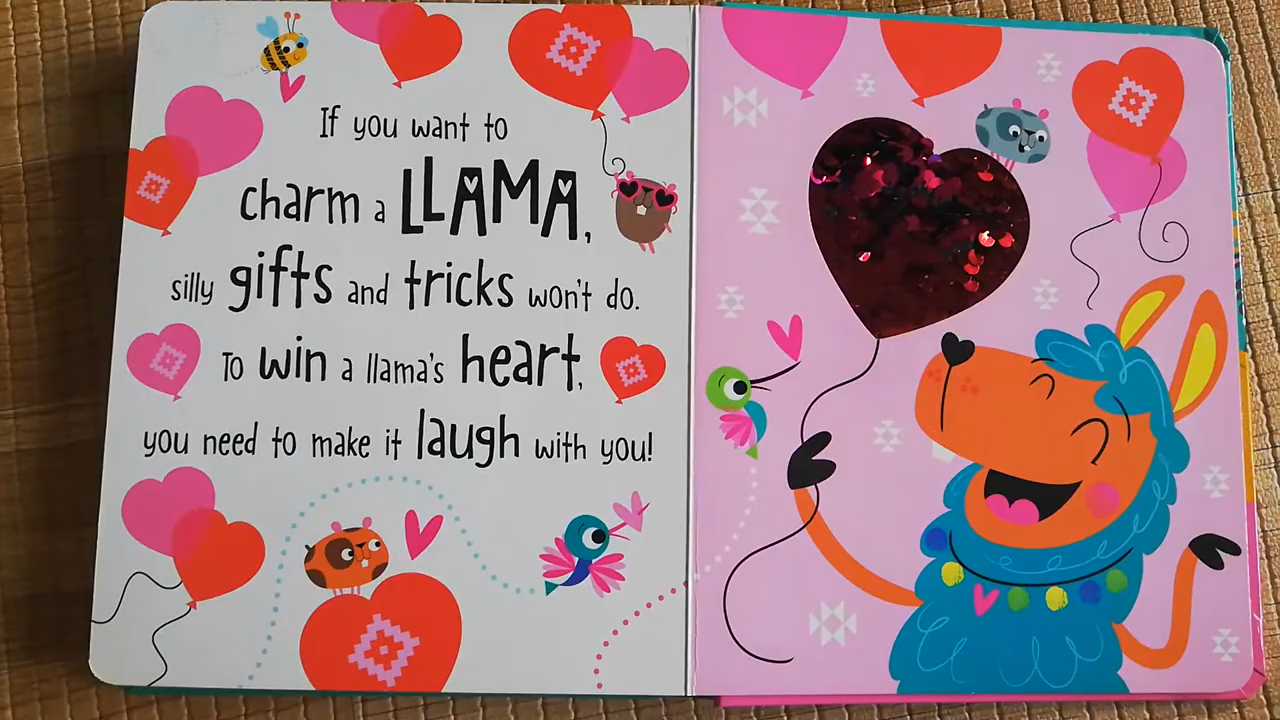 If you want to
charm a LLAMA,
silly gifts and tricks won't do.
To win a llama's heart,
you need to make it laugh with you!